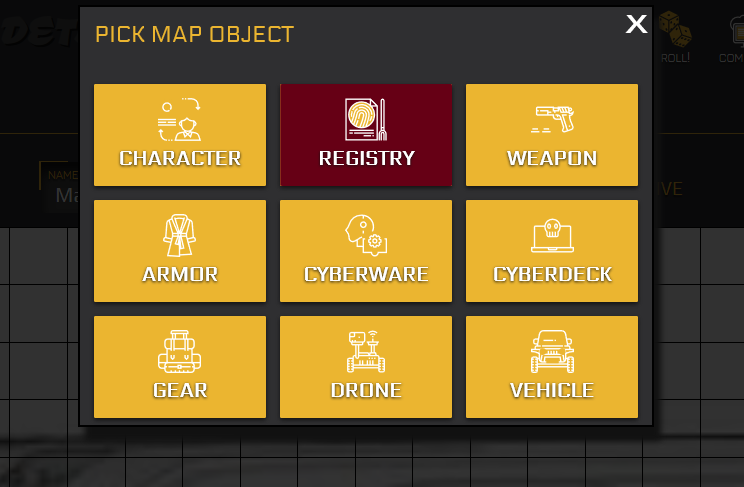 PICK MAP OBJECT
X
CHARACTER
REGISTRY
WEAPON
ARMOR
CYBERWARE
CYBERDECK
GEAR
DRONE
VEHICLE
ROLL!
NAME